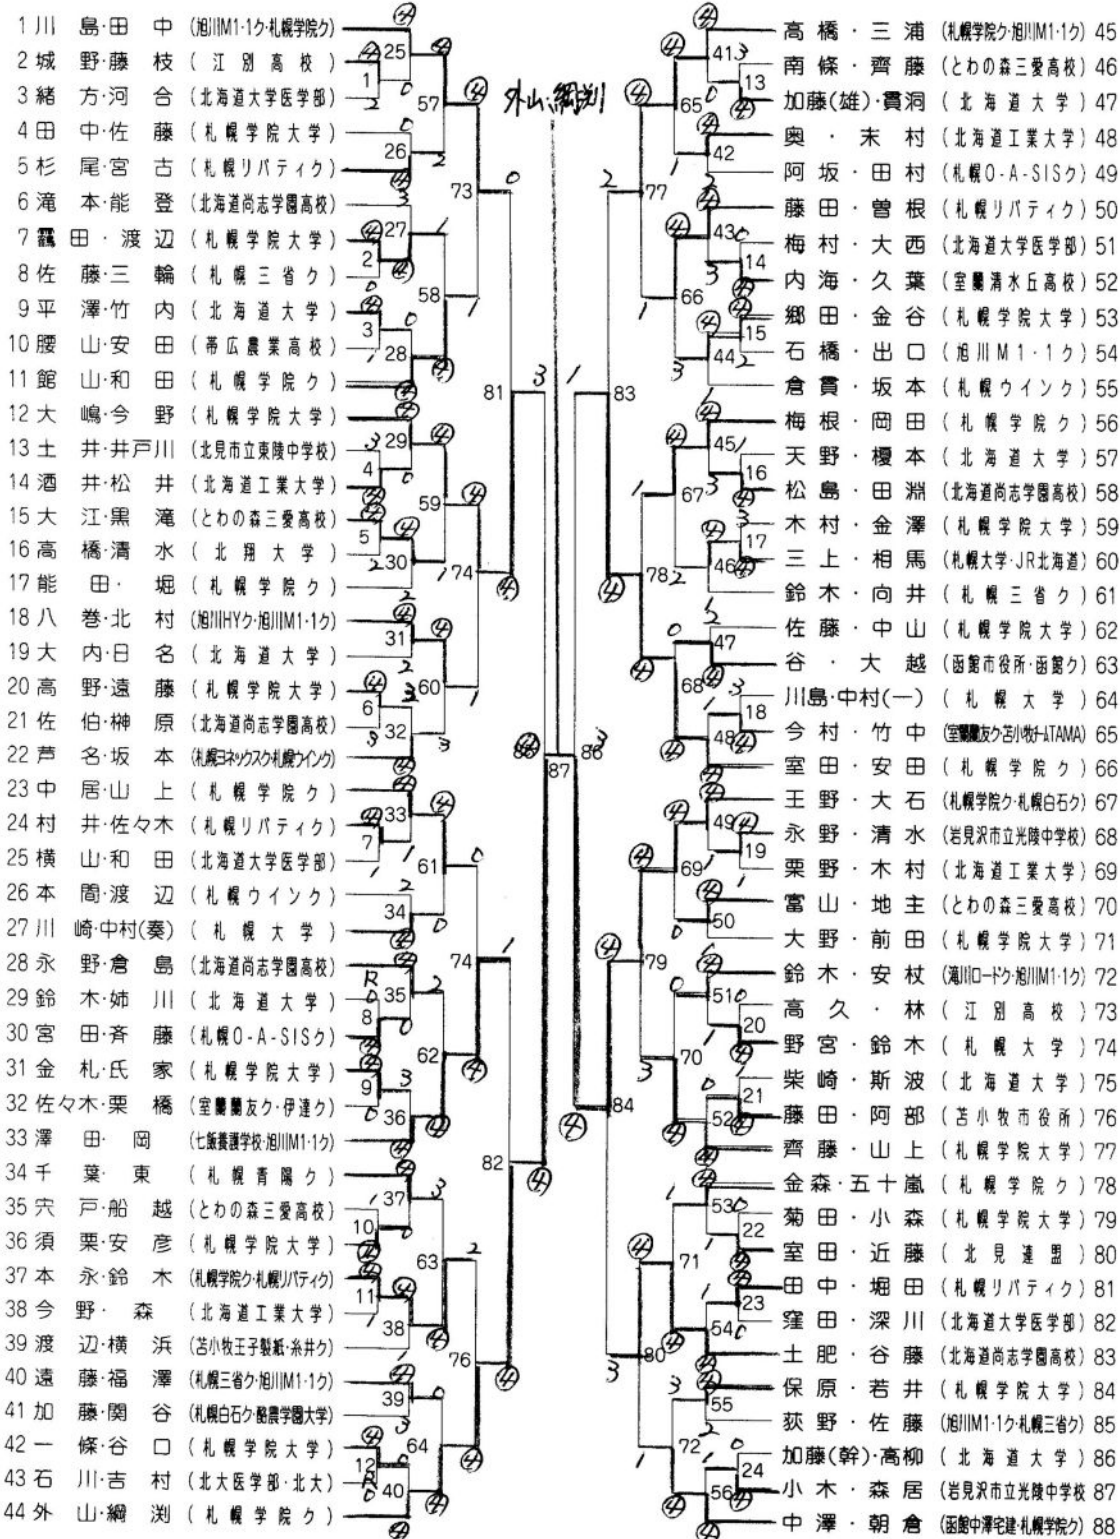 外山・綱渕
1 川島・田中 (旭川M1·1ク·札幌学院ク)
2 城野・藤枝 (江別高校)
3 緒方・河合 (北海道大学医学部)
4 田中・佐藤 (札幌学院大学)
5 杉尾・宮古 (札幌リバティク)
6 滝本・能登 (北海道尚志学園高校)
7 靍田・渡辺 (札幌学院大学)
8 佐藤・三輪 (札幌三省ク)
9 平澤・竹内 (北海道大学)
10 腰山・安田 (帯広農業高校)
11 館山・和田 (札幌学院ク)
12 大嶋・今野 (札幌学院大学)
13 土井・井戸川 (北見市立東陵中学校)
14 酒井・松井 (北海道工業大学)
15 大江・黒滝 (とわの森三愛高校)
16 高橋・清水 (北翔大学)
17 能田・堀 (札幌学院ク)
18 八巻・北村 (旭川HYク·旭川M1·1ク)
19 大内・日名 (北海道大学)
20 高野・遠藤 (札幌学院大学)
21 佐伯・榊原 (北海道尚志学園高校)
22 芦名・坂本 (札幌ヨネックスク·札幌ウインク)
23 中居・山上 (札幌学院ク)
24 村井・佐々木 (札幌リバティク)
25 横山・和田 (北海道大学医学部)
26 本間・渡辺 (札幌ウインク)
27 川崎・中村(奏) (札幌大学)
28 永野・倉島 (北海道尚志学園高校)
29 鈴木・姉川 (北海道大学)
30 宮田・斉藤 (札幌O-A-SISク)
31 金札・氏家 (札幌学院大学)
32 佐々木・栗橋 (室蘭蘭友ク·伊達ク)
33 澤田・岡 (七飯養護学校·旭川M1·1ク)
34 千葉・東 (札幌青陽ク)
35 宍戸・船越 (とわの森三愛高校)
36 須栗・安彦 (札幌学院大学)
37 本永・鈴木 (札幌学院ク·札幌リバティク)
38 今野・森 (北海道工業大学)
39 渡辺・横浜 (苫小牧王子製紙·糸井ク)
40 遠藤・福澤 (札幌三省ク·旭川M1·1ク)
41 加藤・関谷 (札幌白石ク·酪農学園大学)
42 一條・谷口 (札幌学院大学)
43 石川・吉村 (北大医学部·北大)
44 外山・綱渕 (札幌学院ク)
高橋・三浦 (札幌学院ク·旭川M1·1ク) 45
南條・齊藤 (とわの森三愛高校) 46
加藤(雄)・貫洞 (北海道大学) 47
奥・末村 (北海道工業大学) 48
阿坂・田村 (札幌O-A-SISク) 49
藤田・曽根 (札幌リバティク) 50
梅村・大西 (北海道大学医学部) 51
内海・久葉 (室蘭清水丘高校) 52
郷田・金谷 (札幌学院大学) 53
石橋・出口 (旭川M1·1ク) 54
倉貫・坂本 (札幌ウインク) 55
梅根・岡田 (札幌学院ク) 56
天野・榎本 (北海道大学) 57
松島・田淵 (北海道尚志学園高校) 58
木村・金澤 (札幌学院大学) 59
三上・相馬 (札幌大学·JR北海道) 60
鈴木・向井 (札幌三省ク) 61
佐藤・中山 (札幌学院大学) 62
谷・大越 (函館市役所·函館ク) 63
川島・中村(一) (札幌大学) 64
今村・竹中 (室蘭蘭友ク·苫小牧チームTAMA) 65
室田・安田 (札幌学院ク) 66
王野・大石 (札幌学院ク·札幌白石ク) 67
永野・清水 (岩見沢市立光陵中学校) 68
栗野・木村 (北海道工業大学) 69
富山・地主 (とわの森三愛高校) 70
大野・前田 (札幌学院大学) 71
鈴木・安杖 (滝川ロードク·旭川M1·1ク) 72
高久・林 (江別高校) 73
野宮・鈴木 (札幌大学) 74
柴崎・斯波 (北海道大学) 75
藤田・阿部 (苫小牧市役所) 76
齊藤・山上 (札幌学院大学) 77
金森・五十嵐 (札幌学院ク) 78
菊田・小森 (札幌学院大学) 79
室田・近藤 (北見連盟) 80
田中・堀田 (札幌リバティク) 81
窪田・深川 (北海道大学医学部) 82
土肥・谷藤 (北海道尚志学園高校) 83
保原・若井 (札幌学院大学) 84
荻野・佐藤 (旭川M1·1ク·札幌三省ク) 85
加藤(幹)・高柳 (北海道大学) 86
小木・森居 (岩見沢市立光陵中学校 87
中澤・朝倉 (函館中澤宅建·札幌学院ク) 88